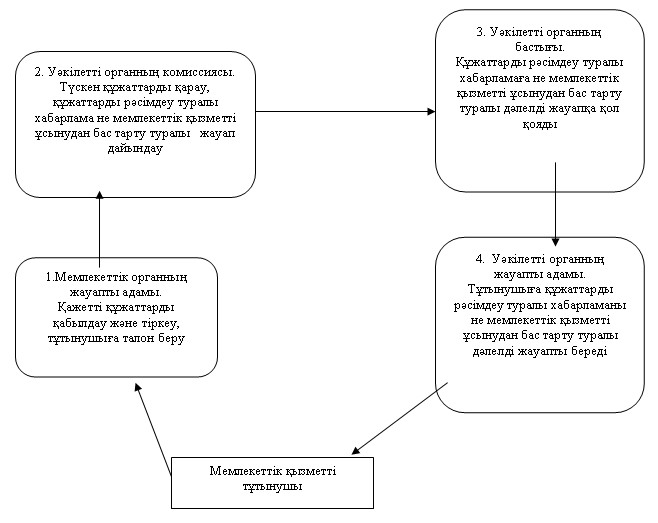 1.Мемлекеттік органның
жауапты адамы.
Қажетті құжаттарды
қабылдау және тіркеу,
тұтынушыға талон беру
2. Уәкілетті органның комиссиясы.
Түскен құжаттарды қарау,
құжаттарды рәсімдеу туралы
хабарлама не мемлекеттік қызметті
ұсынудан бас тарту туралы жауап
дайындау
3. Уәкілетті органның
бастығы.
Құжаттарды рәсімдеу туралы
хабарламаға не мемлекеттік
қызметті ұсынудан бас тарту
туралы дәлелді жауапқа қол
қояды
4. Уәкілетті органның
жауапты адамы.
Тұтынушыға құжаттарды
рәсімдеу туралы хабарламаны
не мемлекеттік қызметті
ұсынудан бас тарту туралы
дәлелді жауапты береді
Мемлекеттік қызметті
тұтынушы